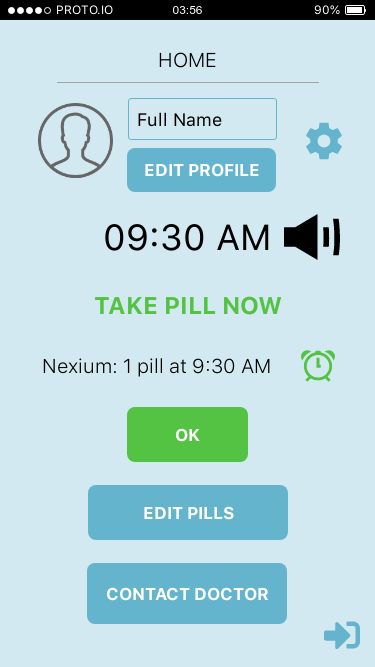 PROTO.IO 03:56 90%
HOME
Full Name
EDIT PROFILE
09:30 AM
TAKE PILL NOW
Nexium: 1 pill at 9:30 AM
OK
EDIT PILLS
CONTACT DOCTOR